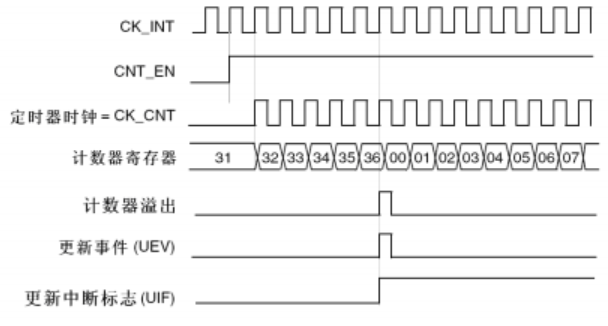 CK_INT
CNT_EN
定时器时钟 = CK_CNT
计数器寄存器 31 32 33 34 35 36 00 01 02 03 04 05 06 07
计数器溢出
更新事件 (UEV)
更新中断标志 (UIF)